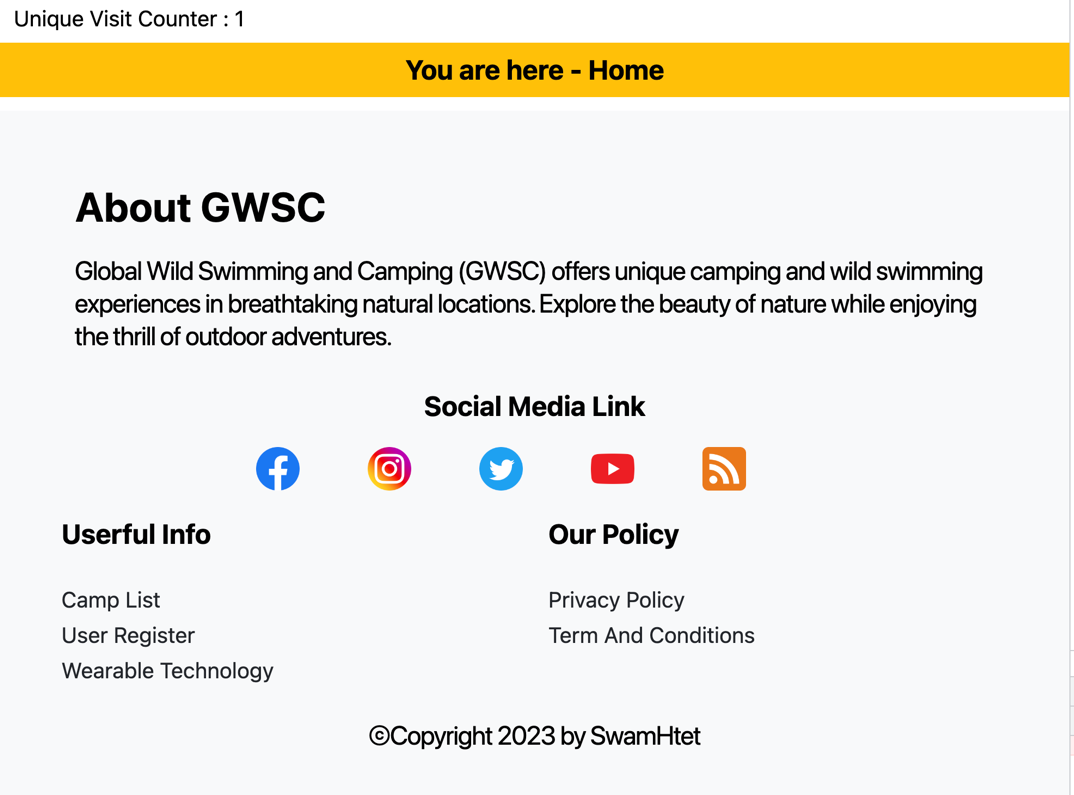 Unique Visit Counter : 1
You are here - Home
About GWSC
Global Wild Swimming and Camping (GWSC) offers unique camping and wild swimming
experiences in breathtaking natural locations. Explore the beauty of nature while enjoying
the thrill of outdoor adventures.
Social Media Link
Userful Info
Camp List
User Register
Wearable Technology
Our Policy
Privacy Policy
Term And Conditions
©Copyright 2023 by SwamHtet